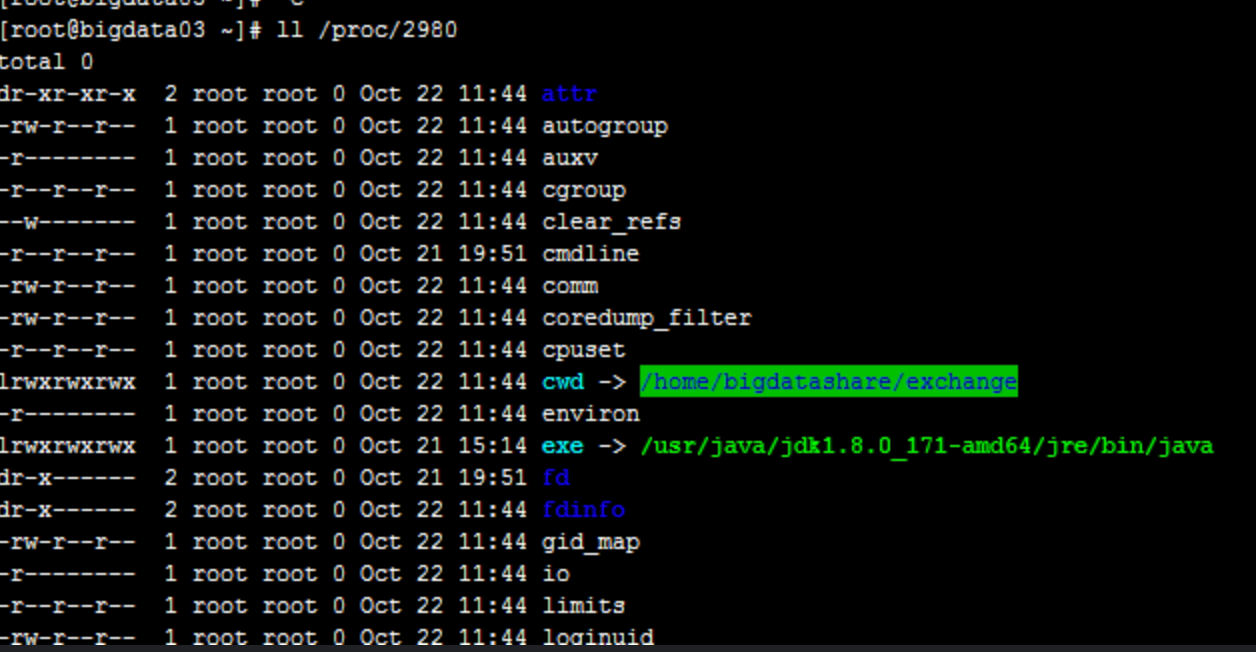 [root@bigdata03 ~]# ^C
[root@bigdata03 ~]# ll /proc/2980
total 0
dr-xr-xr-x 2 root root 0 Oct 22 11:44 attr
-rw-r--r-- 1 root root 0 Oct 22 11:44 autogroup
-r-------- 1 root root 0 Oct 22 11:44 auxv
-r--r--r-- 1 root root 0 Oct 22 11:44 cgroup
--w------- 1 root root 0 Oct 22 11:44 clear_refs
-r--r--r-- 1 root root 0 Oct 21 19:51 cmdline
-rw-r--r-- 1 root root 0 Oct 22 11:44 comm
-rw-r--r-- 1 root root 0 Oct 22 11:44 coredump_filter
-r--r--r-- 1 root root 0 Oct 22 11:44 cpuset
lrwxrwxrwx 1 root root 0 Oct 22 11:44 cwd -> /home/bigdatashare/exchange
-r-------- 1 root root 0 Oct 22 11:44 environ
lrwxrwxrwx 1 root root 0 Oct 21 15:14 exe -> /usr/java/jdk1.8.0_171-amd64/jre/bin/java
dr-x------ 2 root root 0 Oct 21 19:51 fd
dr-x------ 2 root root 0 Oct 22 11:44 fdinfo
-rw-r--r-- 1 root root 0 Oct 22 11:44 gid_map
-r-------- 1 root root 0 Oct 22 11:44 io
-r--r--r-- 1 root root 0 Oct 22 11:44 limits
-rw-r--r-- 1 root root 0 Oct 22 11:44 loginuid